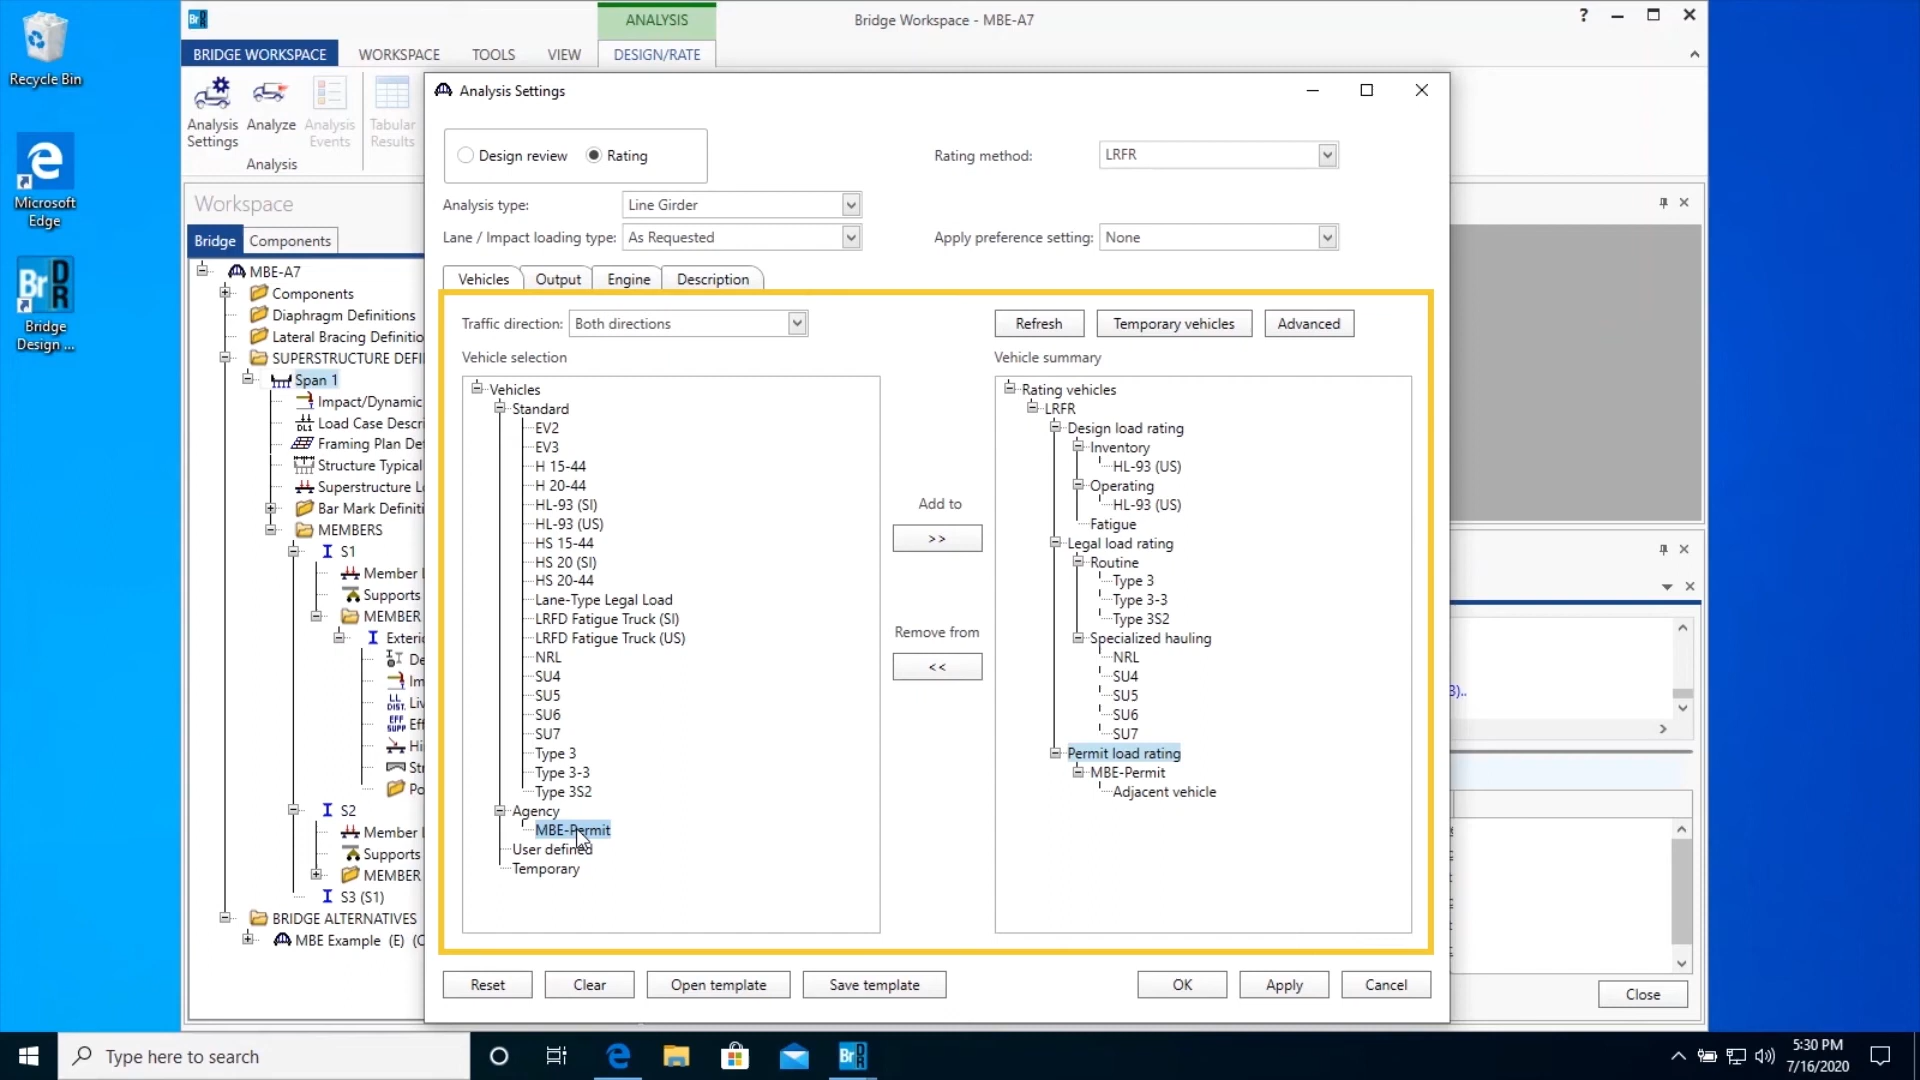 Recycle Bin
Microsoft
Edge
Bridge
Design ...
Br
ANALYSIS
Bridge Workspace - MBE-A7
?
BRIDGE WORKSPACE
WORKSPACE
TOOLS
VIEW
DESIGN/RATE
Analysis
Settings
Analyze
Analysis
Events
Tabular
Results
Analysis
Workspace
Bridge
Components
MBE-A7
Components
Diaphragm Definitions
Lateral Bracing Definitio
SUPERSTRUCTURE DEFI
Span 1
Impact/Dynamic
Load Case Descri
Framing Plan De
Structure Typical
Superstructure L
Bar Mark Definiti
MEMBERS
S1
Member
Supports
MEMBER
Exteri
De
Im
Liv
Eff
Hi
Str
Po
S2
Member
Supports
MEMBER
S3 (S1)
BRIDGE ALTERNATIVES
MBE Example (E) (C
Analysis Settings
Design review
Rating
Rating method:
LRFR
Analysis type:
Line Girder
Lane / Impact loading type:
As Requested
Apply preference setting:
None
Vehicles
Output
Engine
Description
Traffic direction:
Both directions
Refresh
Temporary vehicles
Advanced
Vehicle selection
Vehicles
Standard
EV2
EV3
H 15-44
H 20-44
HL-93 (SI)
HL-93 (US)
HS 15-44
HS 20 (SI)
HS 20-44
Lane-Type Legal Load
LRFD Fatigue Truck (SI)
LRFD Fatigue Truck (US)
NRL
SU4
SU5
SU6
SU7
Type 3
Type 3-3
Type 3S2
Agency
MBE-Permit
User defined
Temporary
Add to
>>
Remove from
<<
Vehicle summary
Rating vehicles
LRFR
Design load rating
Inventory
HL-93 (US)
Operating
HL-93 (US)
Fatigue
Legal load rating
Routine
Type 3
Type 3-3
Type 3S2
Specialized hauling
NRL
SU4
SU5
SU6
SU7
Permit load rating
MBE-Permit
Adjacent vehicle
Reset
Clear
Open template
Save template
OK
Apply
Cancel
Close
Type here to search
5:30 PM
7/16/2020